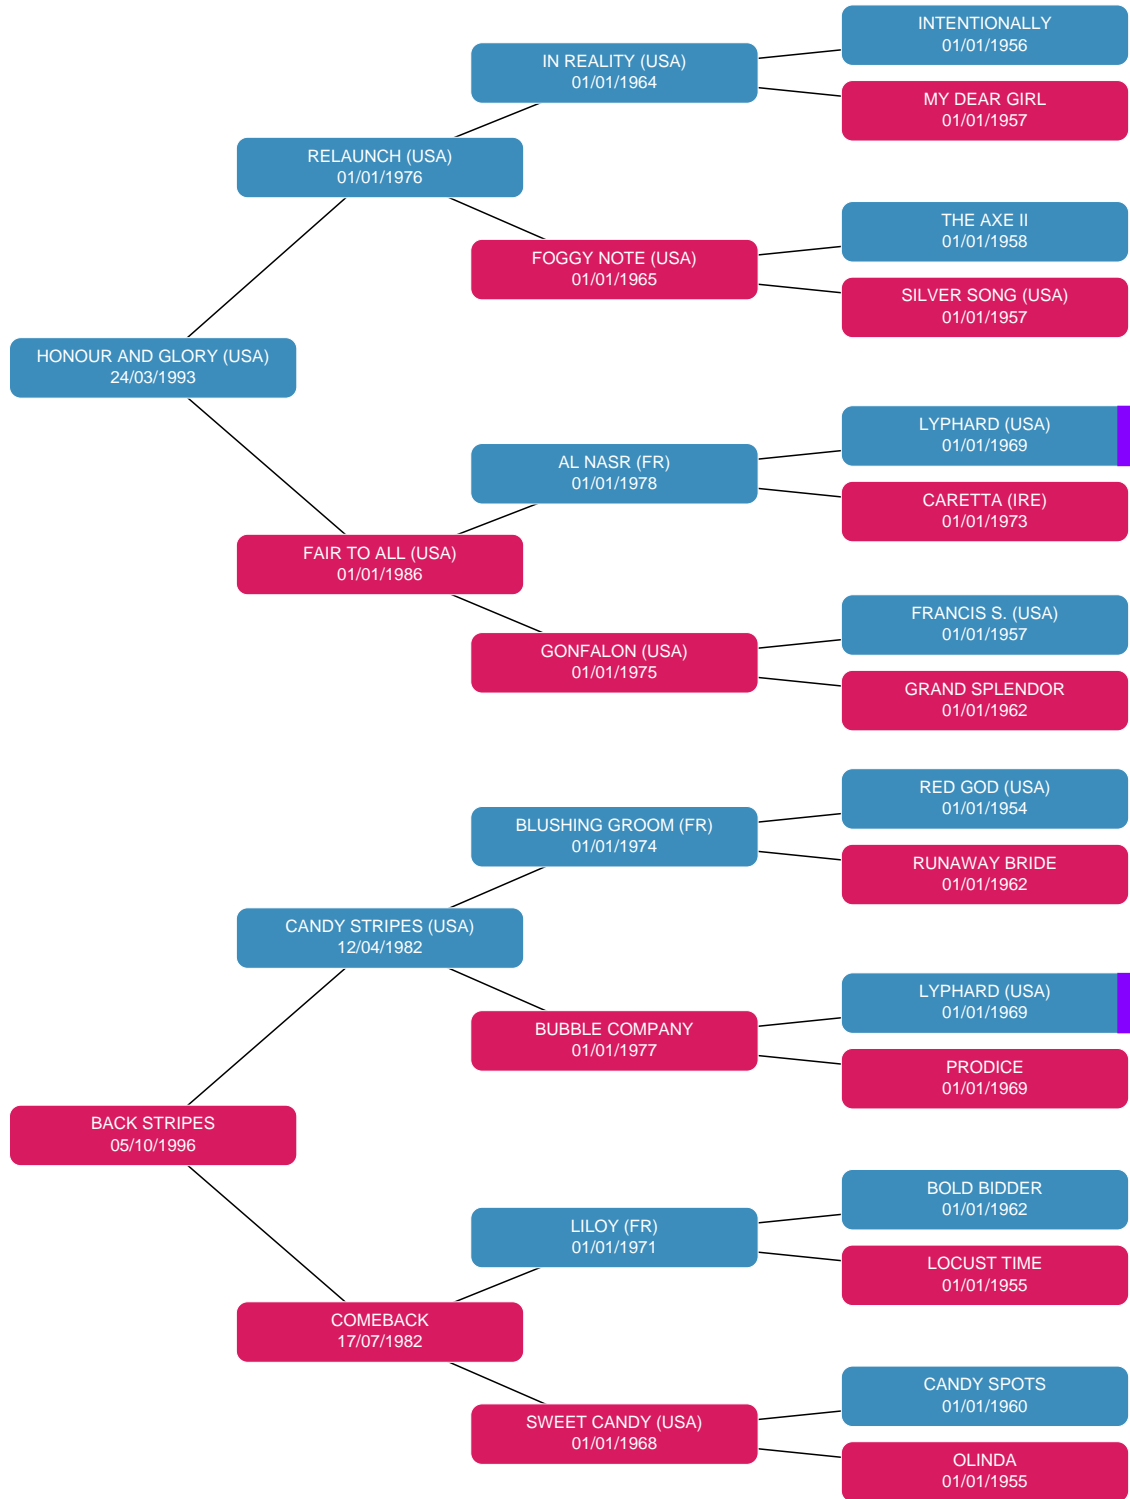 INTENTIONALLY
01/01/1956
IN REALITY (USA)
01/01/1964
MY DEAR GIRL
01/01/1957
RELAUNCH (USA)
01/01/1976
THE AXE II
01/01/1958
FOGGY NOTE (USA)
01/01/1965
SILVER SONG (USA)
01/01/1957
HONOUR AND GLORY (USA)
24/03/1993
LYPHARD (USA)
01/01/1969
AL NASR (FR)
01/01/1978
CARETTA (IRE)
01/01/1973
FAIR TO ALL (USA)
01/01/1986
FRANCIS S. (USA)
01/01/1957
GONFALON (USA)
01/01/1975
GRAND SPLENDOR
01/01/1962
RED GOD (USA)
01/01/1954
BLUSHING GROOM (FR)
01/01/1974
RUNAWAY BRIDE
01/01/1962
CANDY STRIPES (USA)
12/04/1982
LYPHARD (USA)
01/01/1969
BUBBLE COMPANY
01/01/1977
PRODICE
01/01/1969
BACK STRIPES
05/10/1996
BOLD BIDDER
01/01/1962
LILOY (FR)
01/01/1971
LOCUST TIME
01/01/1955
COMEBACK
17/07/1982
CANDY SPOTS
01/01/1960
SWEET CANDY (USA)
01/01/1968
OLINDA
01/01/1955